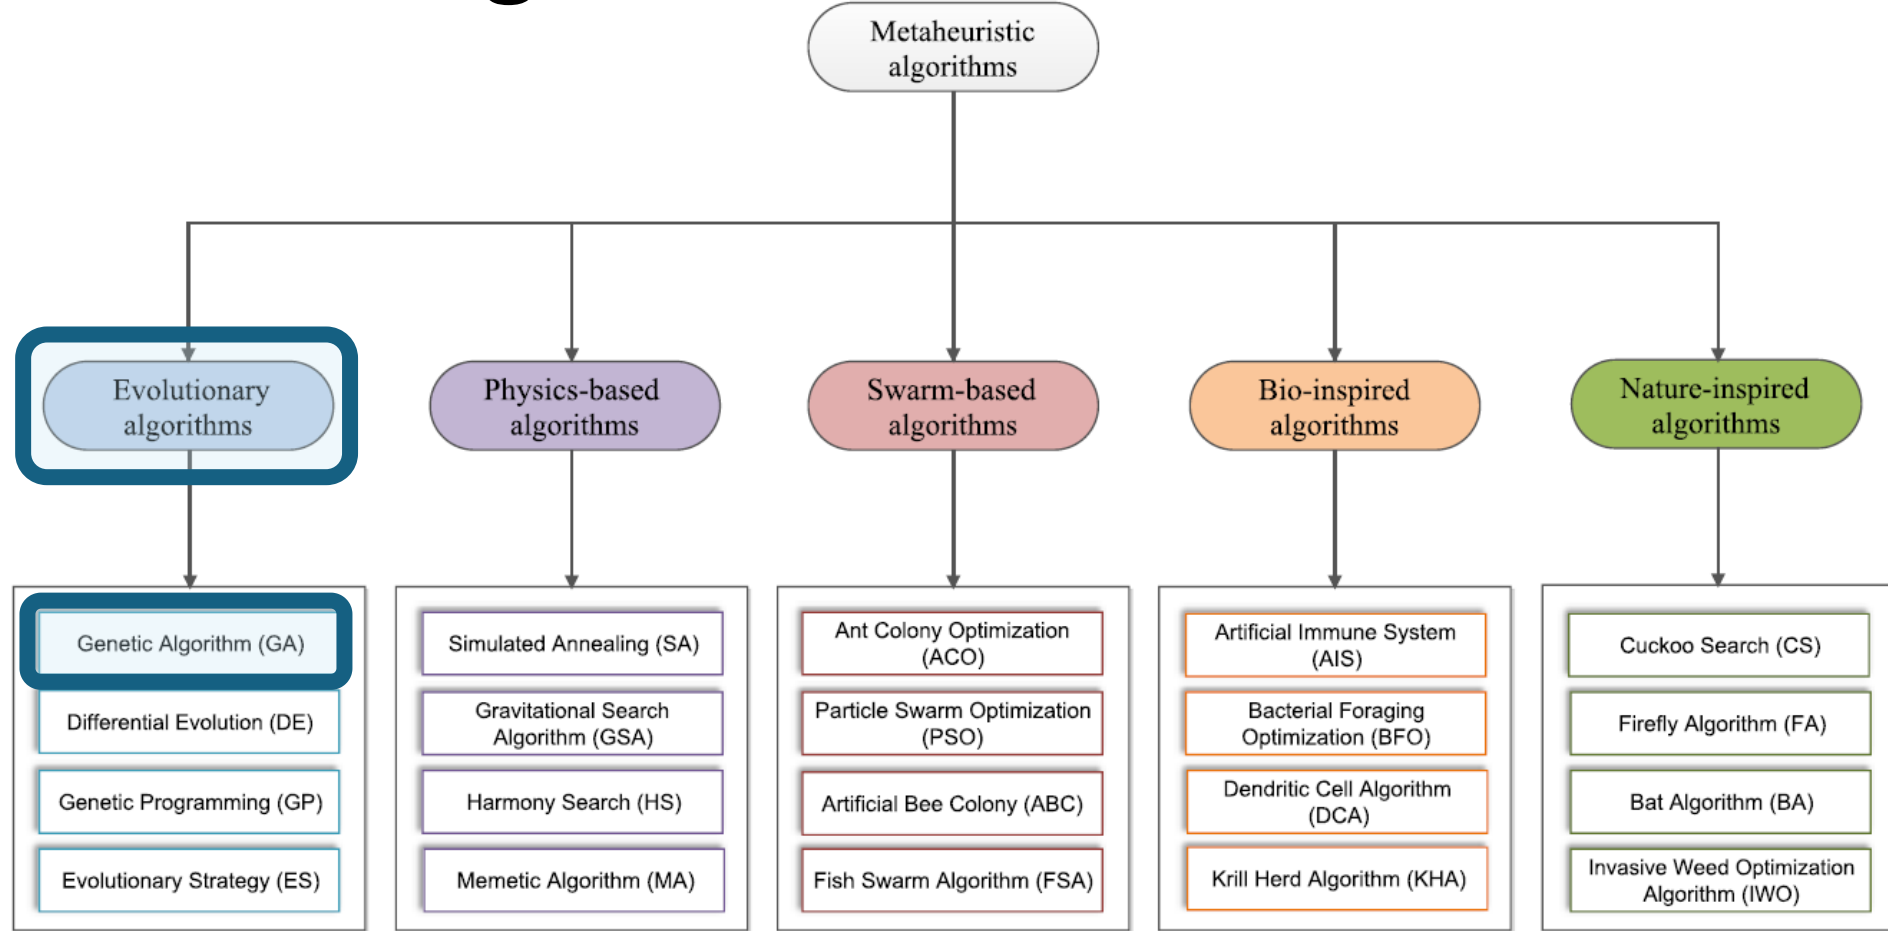 Metaheuristic
algorithms
Evolutionary
algorithms
Physics-based
algorithms
Swarm-based
algorithms
Bio-inspired
algorithms
Nature-inspired
algorithms
Genetic Algorithm (GA)
Differential Evolution (DE)
Genetic Programming (GP)
Evolutionary Strategy (ES)
Simulated Annealing (SA)
Gravitational Search
Algorithm (GSA)
Harmony Search (HS)
Memetic Algorithm (MA)
Ant Colony Optimization
(ACO)
Particle Swarm Optimization
(PSO)
Artificial Bee Colony (ABC)
Fish Swarm Algorithm (FSA)
Artificial Immune System
(AIS)
Bacterial Foraging
Optimization (BFO)
Dendritic Cell Algorithm
(DCA)
Krill Herd Algorithm (KHA)
Cuckoo Search (CS)
Firefly Algorithm (FA)
Bat Algorithm (BA)
Invasive Weed Optimization
Algorithm (IWO)